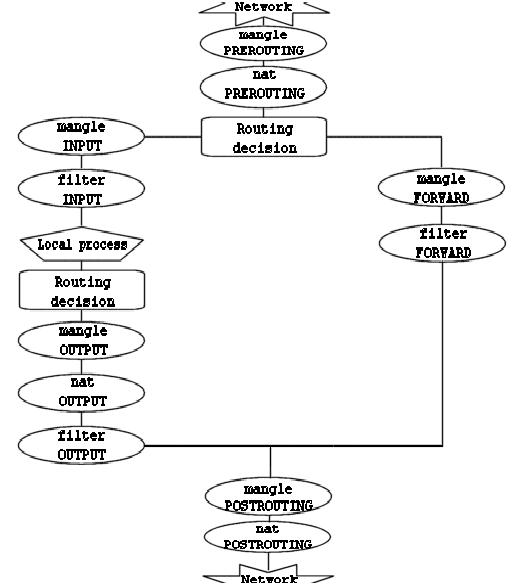 Network
mangle
PREROUTING
nat
PREROUTING
Routing
decision
mangle
INPUT
filter
INPUT
Local process
Routing
decision
mangle
OUTPUT
nat
OUTPUT
filter
OUTPUT
mangle
FORWARD
filter
FORWARD
mangle
POSTROUTING
nat
POSTROUTING
Network